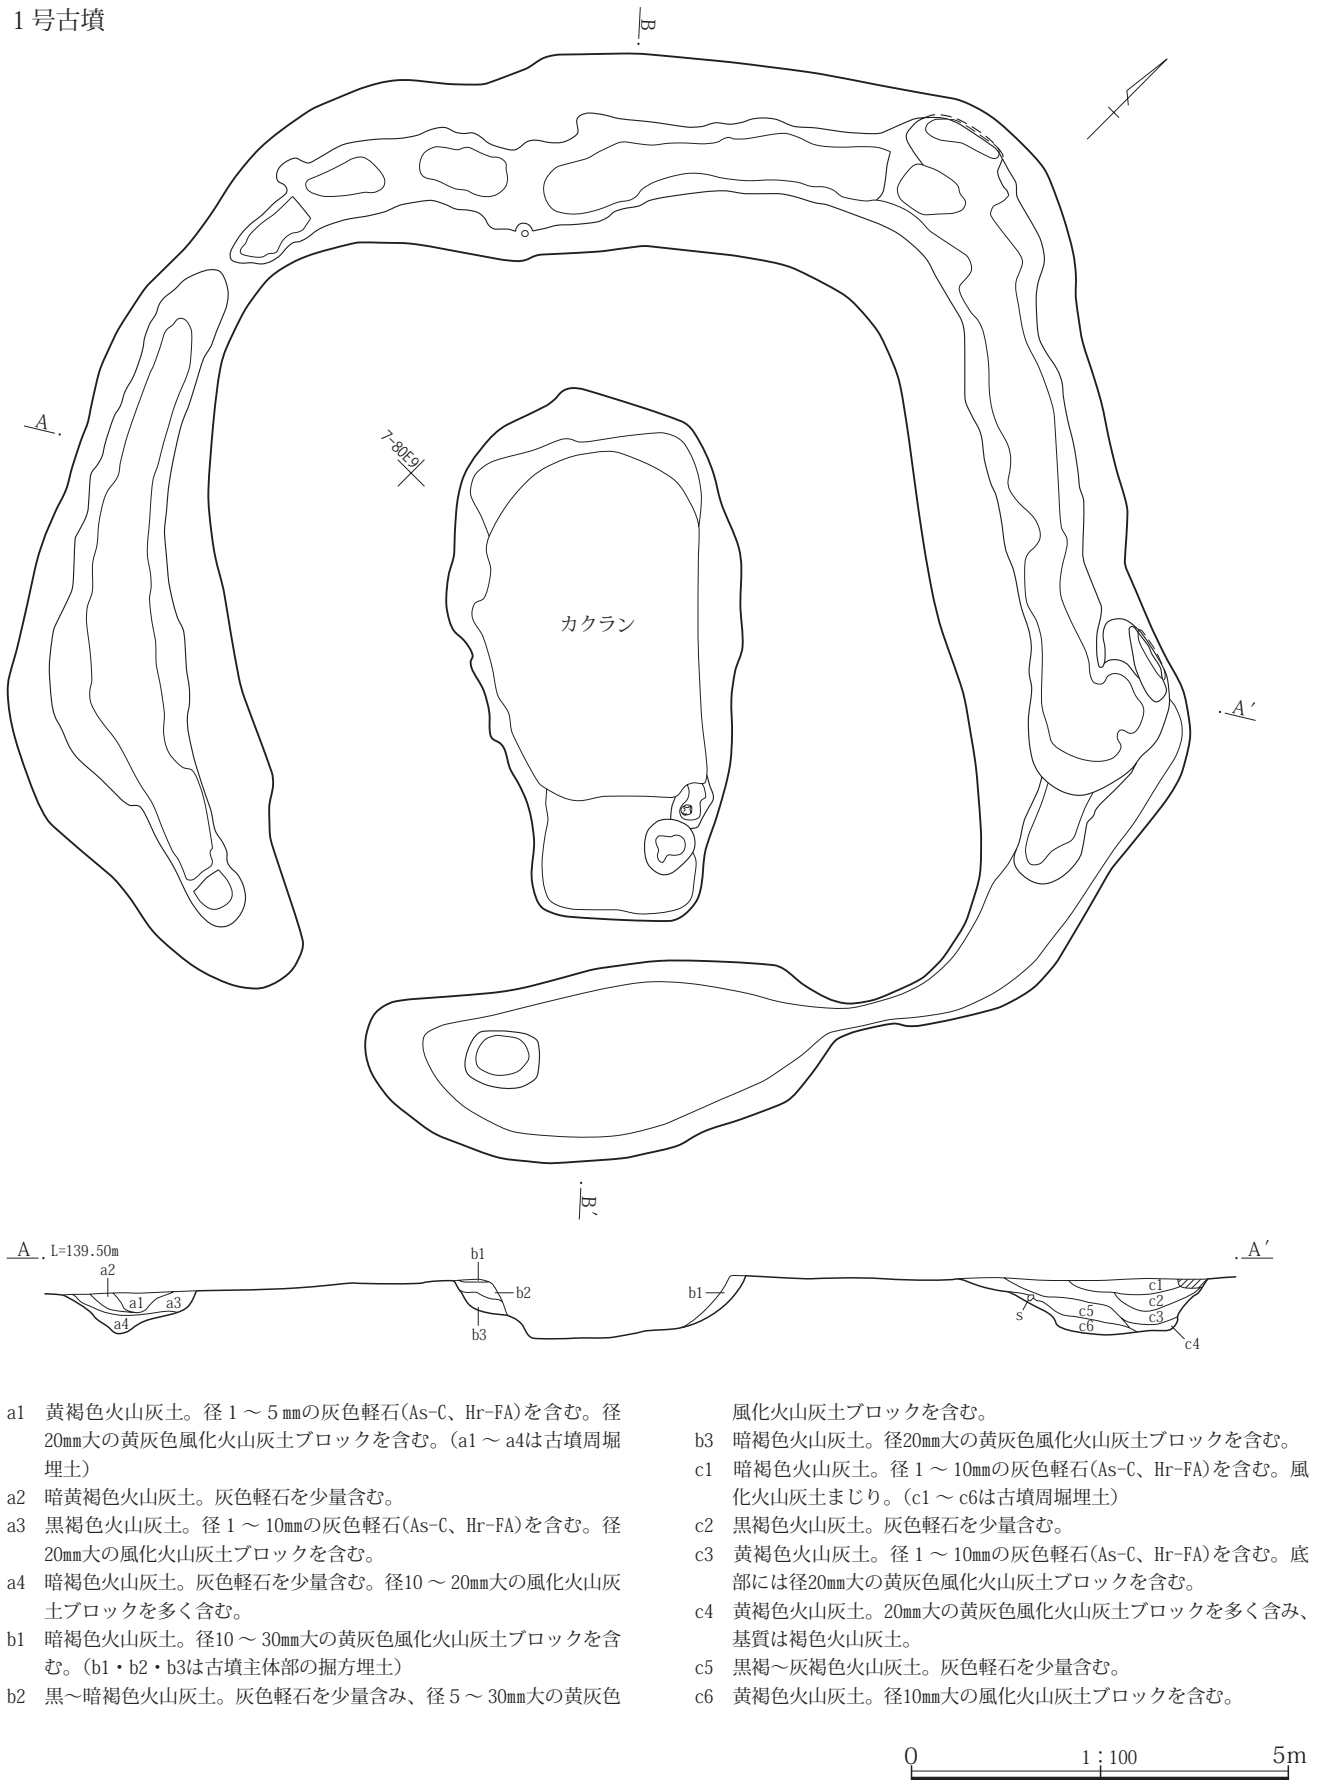 1 号古墳
B
A
7-80E9
カクラン
A′
B′
A L=139.50m
A′
a2
a1
a3
a4
b1
b2
b3
b1
s
c1
c2
c3
c5
c6
c4
a1 黄褐色火山灰土。径 1 ～ 5 ㎜の灰色軽石(As-C、Hr-FA)を含む。径
20㎜大の黄灰色風化火山灰土ブロックを含む。（a1 ～ a4は古墳周堀
埋土）
a2 暗黄褐色火山灰土。灰色軽石を少量含む。
a3 黒褐色火山灰土。径 1 ～ 10㎜の灰色軽石(As-C、Hr-FA)を含む。径
20㎜大の風化火山灰土ブロックを含む。
a4 暗褐色火山灰土。灰色軽石を少量含む。径10 ～ 20㎜大の風化火山灰
土ブロックを多く含む。
b1 暗褐色火山灰土。径10 ～ 30㎜大の黄灰色風化火山灰土ブロックを含
む。（b1・b2・b3は古墳主体部の掘方埋土）
b2 黒～暗褐色火山灰土。灰色軽石を少量含み、径 5 ～ 30㎜大の黄灰色
風化火山灰土ブロックを含む。
b3 暗褐色火山灰土。径20㎜大の黄灰色風化火山灰土ブロックを含む。
c1 暗褐色火山灰土。径 1 ～ 10㎜の灰色軽石(As-C、Hr-FA)を含む。風
化火山灰土まじり。（c1 ～ c6は古墳周堀埋土）
c2 黒褐色火山灰土。灰色軽石を少量含む。
c3 黄褐色火山灰土。径 1 ～ 10㎜の灰色軽石(As-C、Hr-FA)を含む。底
部には径20㎜大の黄灰色風化火山灰土ブロックを含む。
c4 黄褐色火山灰土。20㎜大の黄灰色風化火山灰土ブロックを多く含み、
基質は褐色火山灰土。
c5 黒褐～灰褐色火山灰土。灰色軽石を少量含む。
c6 黄褐色火山灰土。径10㎜大の風化火山灰土ブロックを含む。
0 1：100 5m